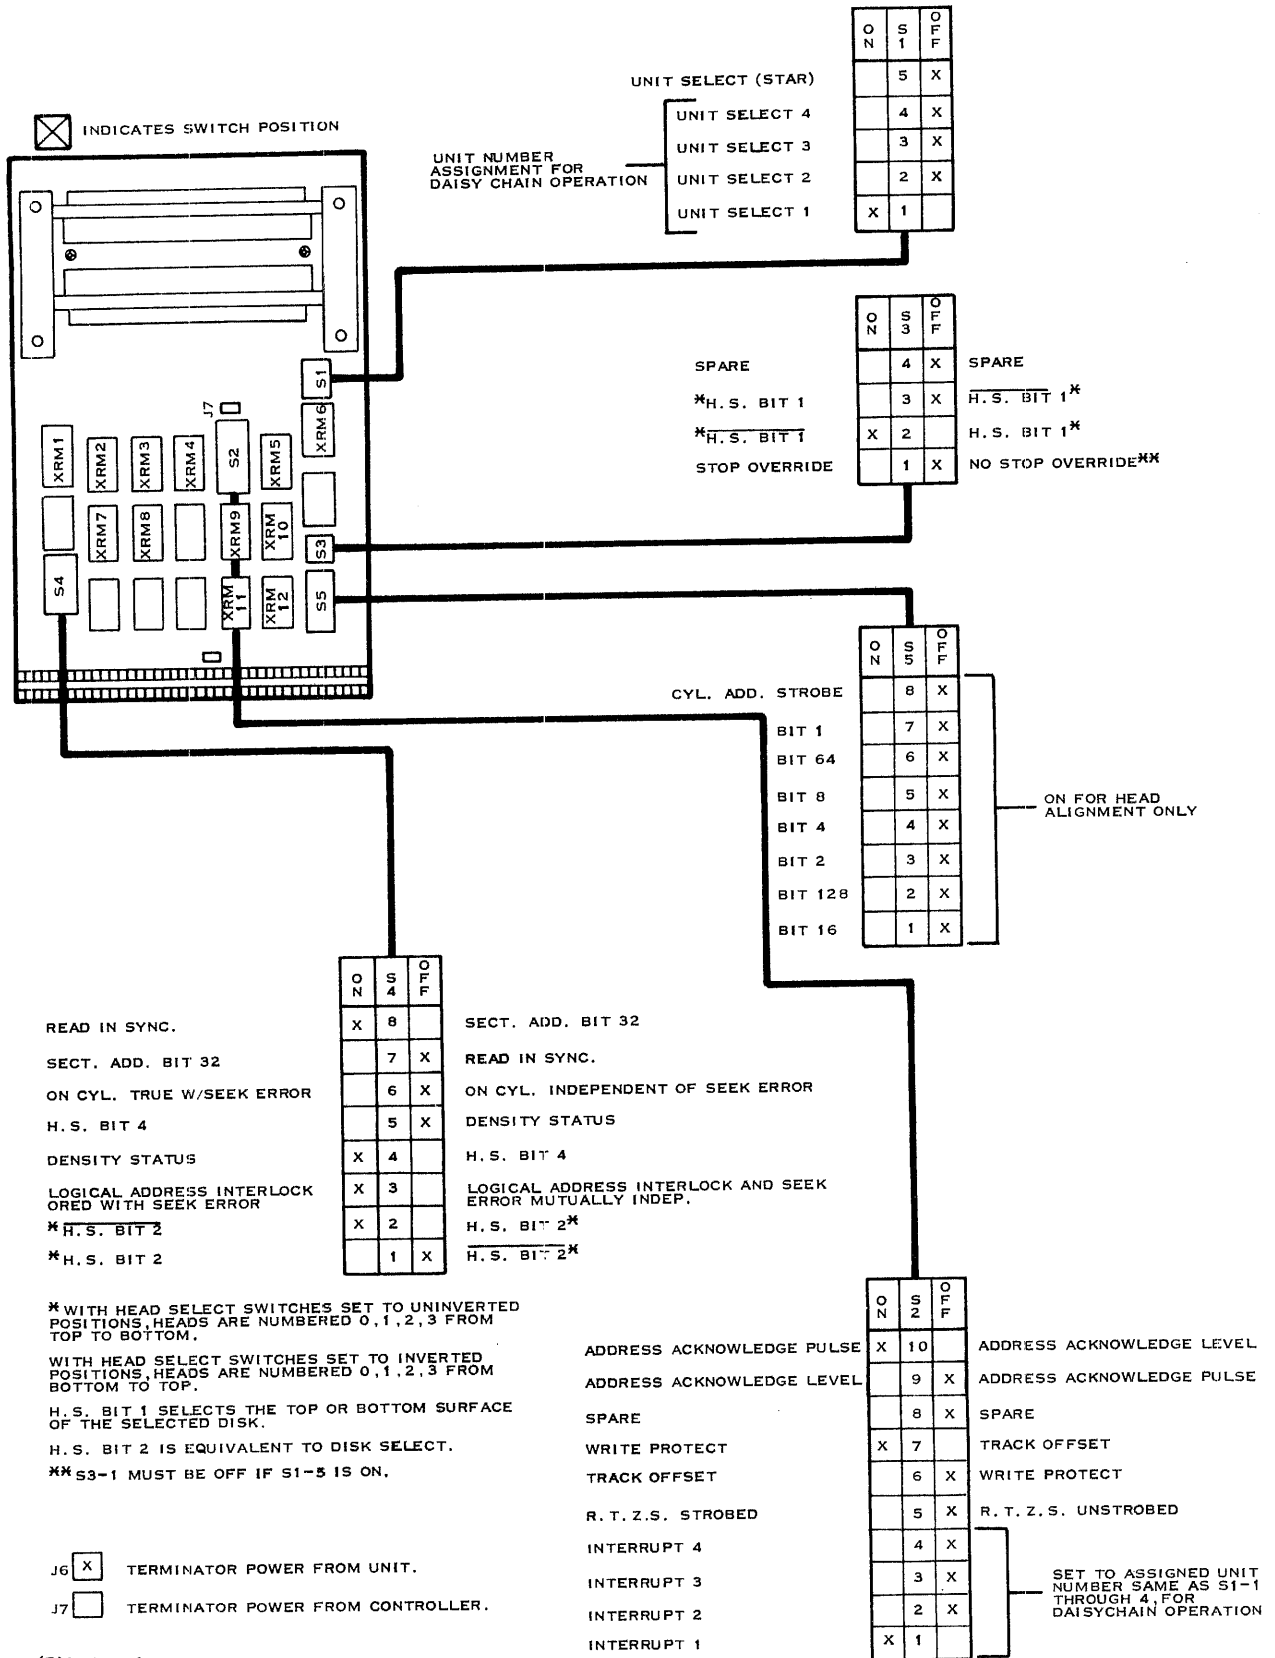 ON S1 OFF
UNIT SELECT (STAR) 5 X
UNIT SELECT 4 4 X
UNIT SELECT 3 3 X
UNIT SELECT 2 2 X
UNIT SELECT 1 X 1
UNIT NUMBER
ASSIGNMENT FOR
DAISY CHAIN OPERATION
INDICATES SWITCH POSITION
ON S3 OFF
SPARE 4 X SPARE
*H.S. BIT 1 3 X H.S. BIT 1*
*H.S. BIT 1 X 2 H.S. BIT 1*
STOP OVERRIDE 1 X NO STOP OVERRIDE**
S1
J7
XRM6
XRM1
XRM2
XRM3
XRM4
S2
XRM5
XRM7
XRM8
XRM9
XRM 10
S3
S4
XRM 11
XRM 12
S5
ON S5 OFF
CYL. ADD. STROBE 8 X
BIT 1 7 X
BIT 64 6 X
BIT 8 5 X
BIT 4 4 X
BIT 2 3 X
BIT 128 2 X
BIT 16 1 X
ON FOR HEAD
ALIGNMENT ONLY
ON S4 OFF
READ IN SYNC. X 8 SECT. ADD. BIT 32
SECT. ADD. BIT 32 7 X READ IN SYNC.
ON CYL. TRUE W/SEEK ERROR 6 X ON CYL. INDEPENDENT OF SEEK ERROR
H.S. BIT 4 5 X DENSITY STATUS
DENSITY STATUS X 4 H.S. BIT 4
LOGICAL ADDRESS INTERLOCK X 3 LOGICAL ADDRESS INTERLOCK AND SEEK
ORED WITH SEEK ERROR ERROR MUTUALLY INDEP.
*H.S. BIT 2 X 2 H.S. BIT 2*
*H.S. BIT 2 1 X H.S. BIT 2*
* WITH HEAD SELECT SWITCHES SET TO UNINVERTED
POSITIONS, HEADS ARE NUMBERED 0,1,2,3 FROM
TOP TO BOTTOM.
WITH HEAD SELECT SWITCHES SET TO INVERTED
POSITIONS, HEADS ARE NUMBERED 0,1,2,3 FROM
BOTTOM TO TOP.
H.S. BIT 1 SELECTS THE TOP OR BOTTOM SURFACE
OF THE SELECTED DISK.
H.S. BIT 2 IS EQUIVALENT TO DISK SELECT.
** S3-1 MUST BE OFF IF S1-5 IS ON.
J6 X TERMINATOR POWER FROM UNIT.
J7 TERMINATOR POWER FROM CONTROLLER.
ON S2 OFF
ADDRESS ACKNOWLEDGE PULSE X 10 ADDRESS ACKNOWLEDGE LEVEL
ADDRESS ACKNOWLEDGE LEVEL 9 X ADDRESS ACKNOWLEDGE PULSE
SPARE 8 X SPARE
WRITE PROTECT X 7 TRACK OFFSET
TRACK OFFSET 6 X WRITE PROTECT
R.T.Z.S. STROBED 5 X R.T.Z.S. UNSTROBED
INTERRUPT 4 4 X
INTERRUPT 3 3 X
INTERRUPT 2 2 X
INTERRUPT 1 X 1
SET TO ASSIGNED UNIT
NUMBER SAME AS S1-1
THROUGH 4, FOR
DAISYCHAIN OPERATION